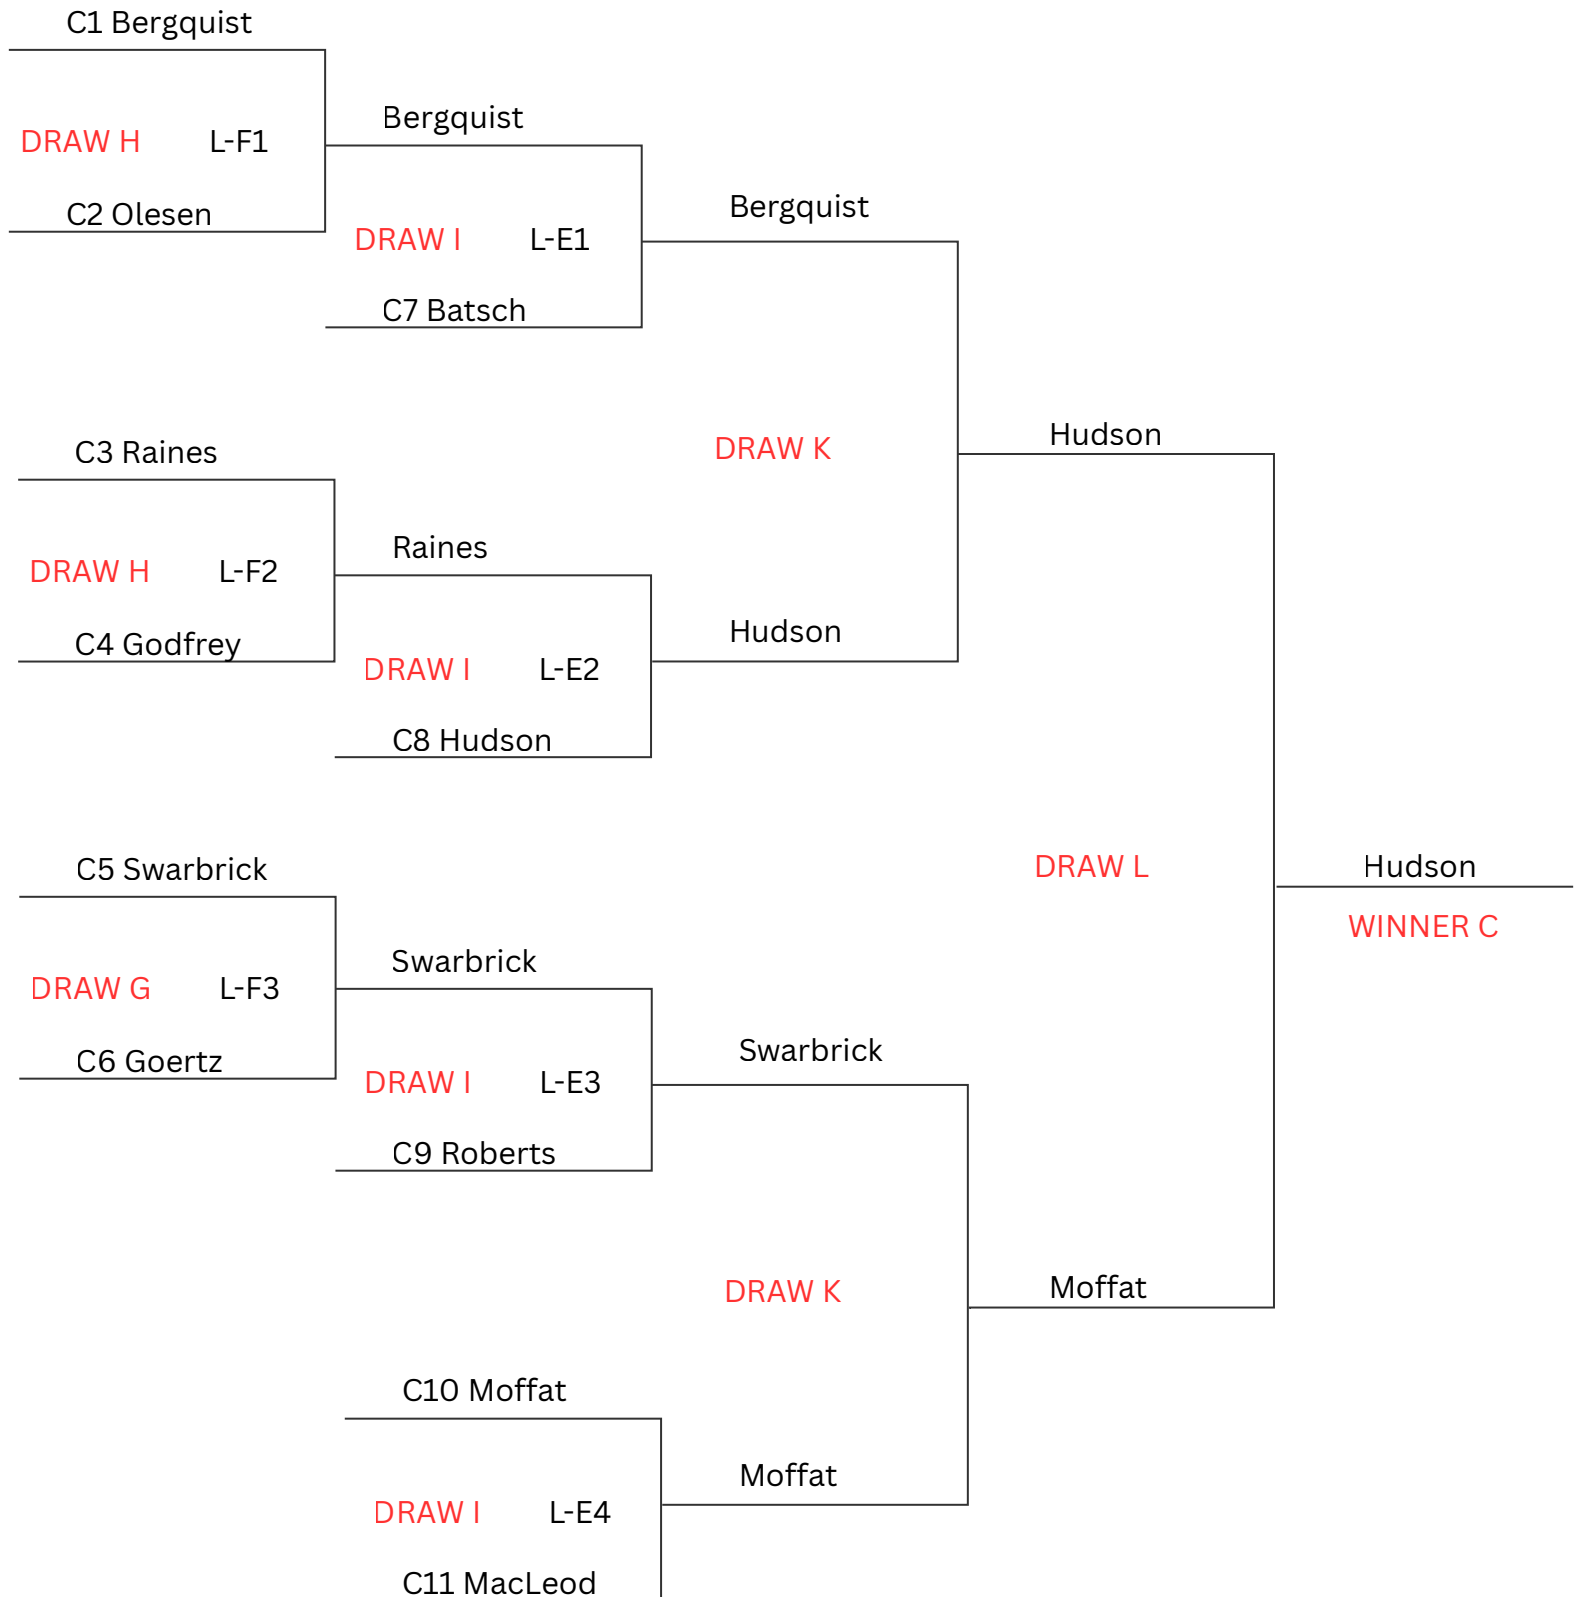 C1 Bergquist
DRAW H L-F1
C2 Olesen
Bergquist
DRAW I L-E1
C7 Batsch
Bergquist
DRAW K
C3 Raines
DRAW H L-F2
C4 Godfrey
Raines
DRAW I L-E2
C8 Hudson
Hudson
Hudson
DRAW L
Hudson
WINNER C
C5 Swarbrick
DRAW G L-F3
C6 Goertz
Swarbrick
DRAW I L-E3
C9 Roberts
Swarbrick
DRAW K
Moffat
C10 Moffat
DRAW I L-E4
C11 MacLeod
Moffat